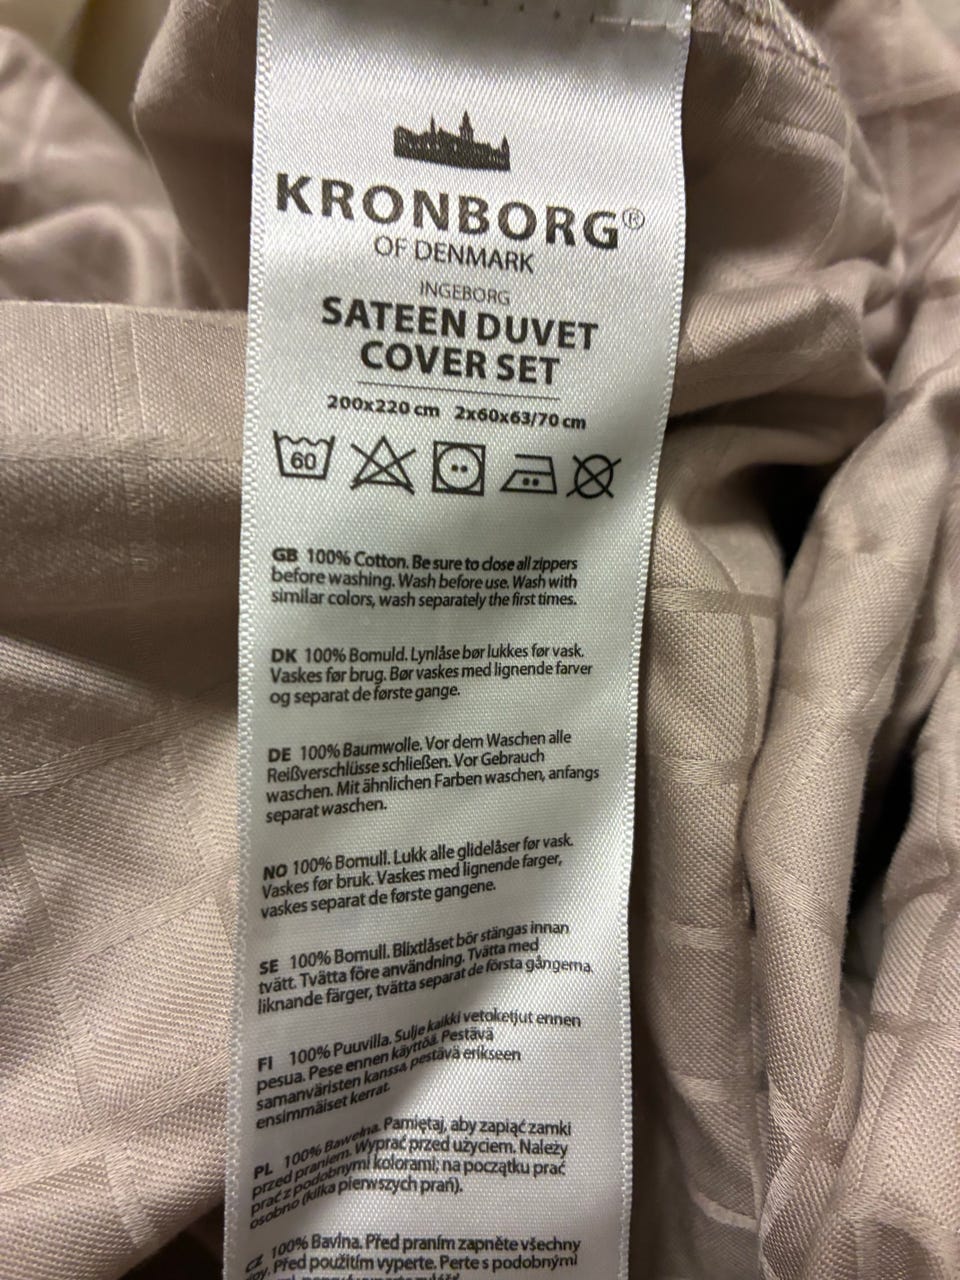 KRONBORG®
OF DENMARK
INGEBORG
SATEEN DUVET
COVER SET
200x220 cm 2x60x63/70 cm
60
GB 100% Cotton. Be sure to close all zippers
before washing. Wash before use. Wash with
similar colors, wash separately the first times.
DK 100% Bomuld. Lynlåse bør lukkes før vask.
Vaskes før brug. Bør vaskes med lignende farver
og separat de første gange.
DE 100% Baumwolle. Vor dem Waschen alle
Reißverschlüsse schließen. Vor Gebrauch
waschen. Mit ähnlichen Farben waschen, anfangs
separat waschen.
NO 100% Bomull. Lukk alle glidelåser før vask.
Vaskes før bruk. Vaskes med lignende farger,
vaskes separat de første gangene.
SE 100% Bomull. Blixtlåset bör stängas innan
tvätt. Tvätta före användning. Tvätta med
liknande färger, tvätta separat de första gångerna.
FI 100% Puuvilla. Sulje kaikki vetoketjut ennen
pesua. Pese ennen käyttöä. Pestävä
samanväristen kanssa, pestävä erikseen
ensimmäiset kerrat.
PL 100% Bawełna. Pamiętaj, aby zapiąć zamki
przed praniem. Wyprać przed użyciem. Należy
prać z podobnymi kolorami; na początku prać
osobno (kilka pierwszych prań).
CZ 100% Bavlna. Před praním zapněte všechny
Před použitím vyperte. Perte s podobnými